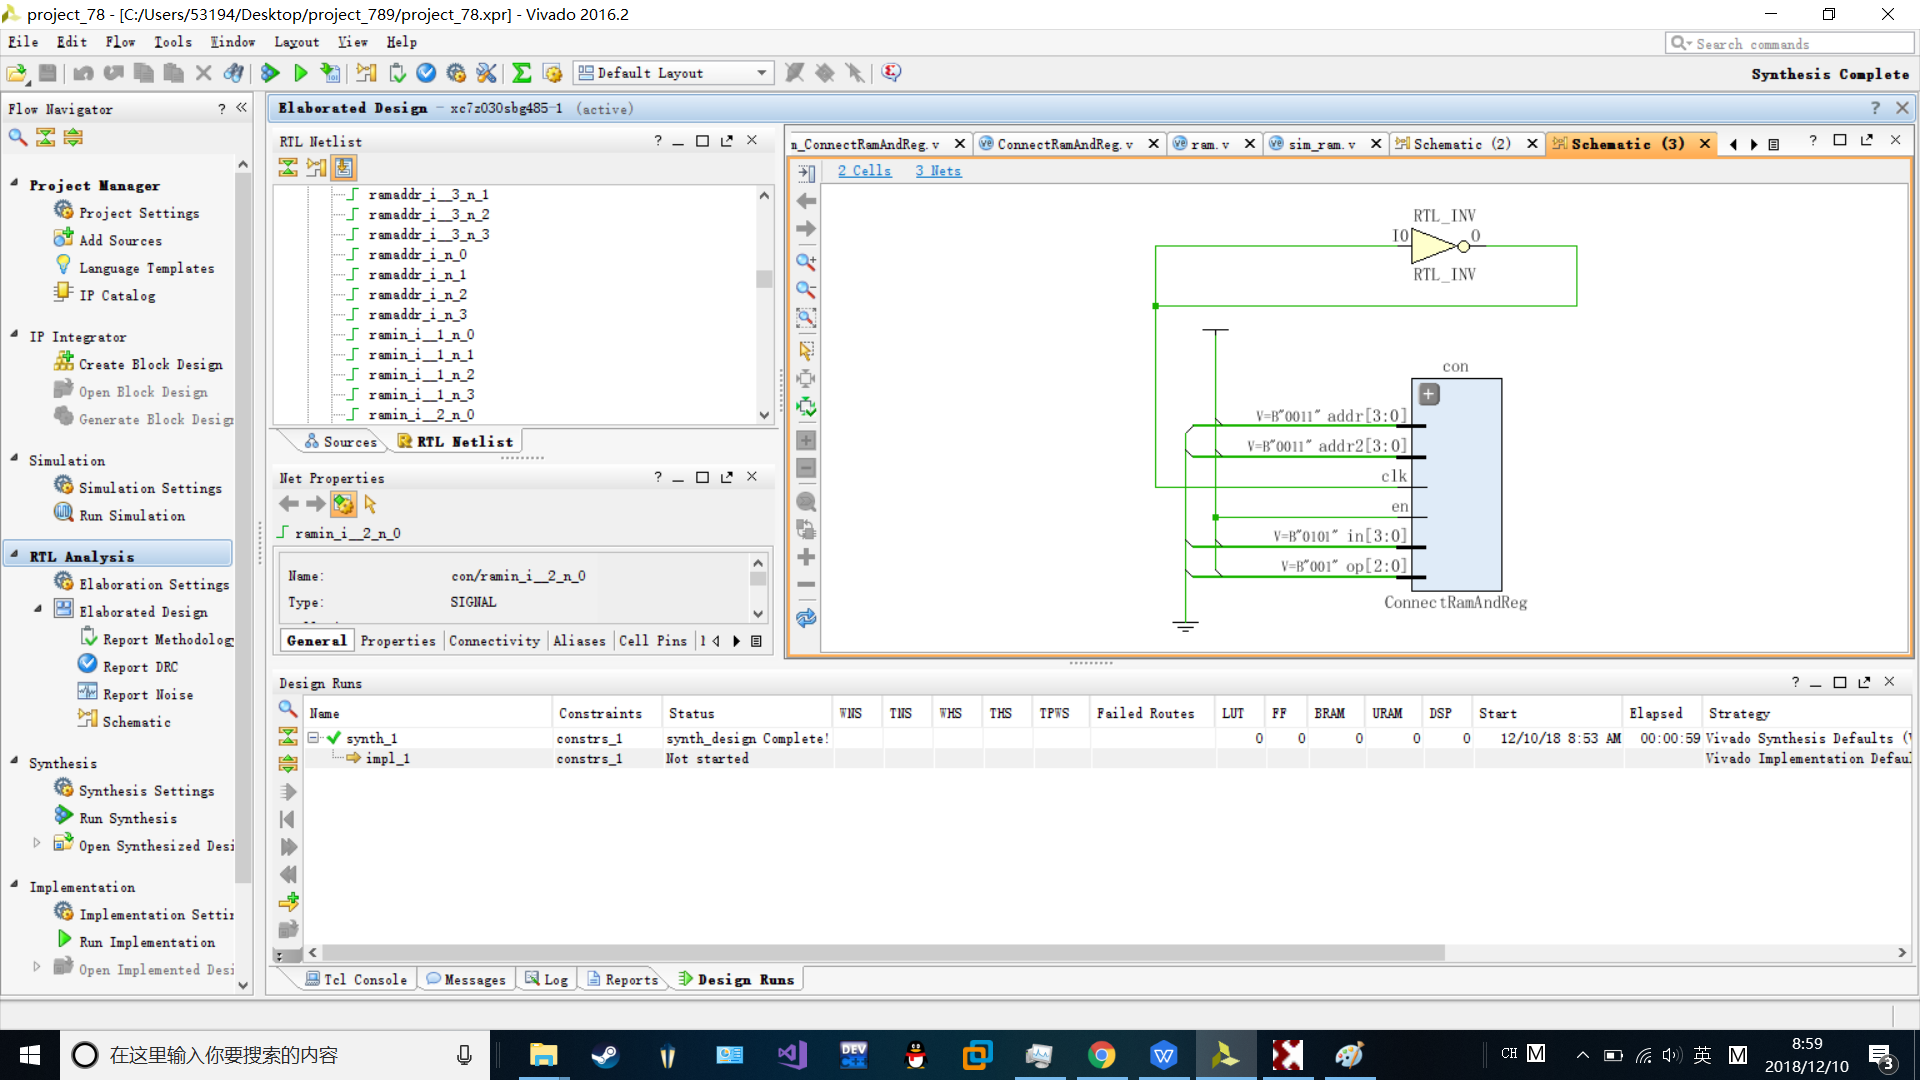 project_78 - [C:/Users/53194/Desktop/project_789/project_78.xpr] - Vivado 2016.2
File Edit Flow Tools Window Layout View Help
Search commands
Default Layout
Synthesis Complete
Flow Navigator
Project Manager
Project Settings
Add Sources
Language Templates
IP Catalog
IP Integrator
Create Block Design
Open Block Design
Generate Block Desig
Simulation
Simulation Settings
Run Simulation
RTL Analysis
Elaboration Settings
Elaborated Design
Report Methodolog
Report DRC
Report Noise
Schematic
Synthesis
Synthesis Settings
Run Synthesis
Open Synthesized Desi
Implementation
Implementation Settin
Run Implementation
Open Implemented Desi
Elaborated Design - xc7z030sbg485-1 (active)
RTL Netlist
ramaddr_i__3_n_1
ramaddr_i__3_n_2
ramaddr_i__3_n_3
ramaddr_i_n_0
ramaddr_i_n_1
ramaddr_i_n_2
ramaddr_i_n_3
ramin_i__1_n_0
ramin_i__1_n_1
ramin_i__1_n_2
ramin_i__1_n_3
ramin_i__2_n_0
Sources RTL Netlist
Net Properties
ramin_i__2_n_0
Name: con/ramin_i__2_n_0
Type: SIGNAL
General Properties Connectivity Aliases Cell Pins
n_ConnectRamAndReg.v ConnectRamAndReg.v ram.v sim_ram.v Schematic (2) Schematic (3)
2 Cells 3 Nets
RTL_INV
I0 O
RTL_INV
con
V=B"0011" addr[3:0]
V=B"0011" addr2[3:0]
clk
en
V=B"0101" in[3:0]
V=B"001" op[2:0]
ConnectRamAndReg
Design Runs
Name Constraints Status WNS TNS WHS THS TPWS Failed Routes LUT FF BRAM URAM DSP Start Elapsed Strategy
synth_1 constrs_1 synth_design Complete! 0 0 0 0 0 12/10/18 8:53 AM 00:00:59 Vivado Synthesis Defaults (V
impl_1 constrs_1 Not started Vivado Implementation Defaul
Tcl Console Messages Log Reports Design Runs
在这里输入你要搜索的内容
DEV
CH M 英 M
8:59
2018/12/10
3